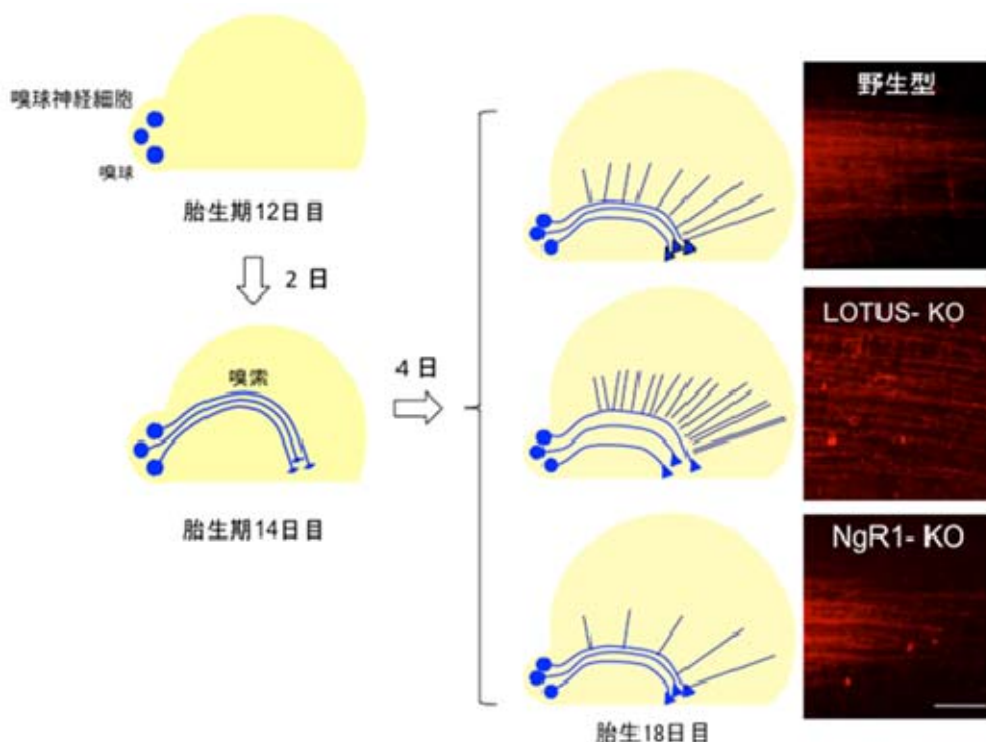 嗅球神経細胞
嗅球
胎生期12日目
2 日
嗅索
胎生期14日目
4 日
野生型
LOTUS- KO
NgR1- KO
胎生18日目